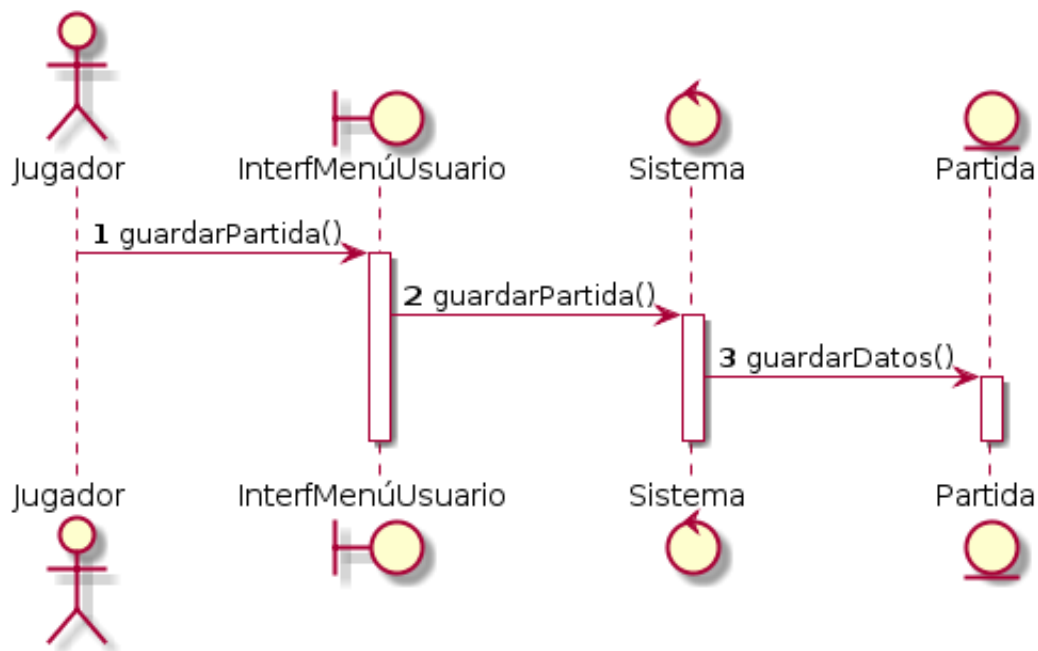 Jugador
InterfMenúUsuario
Sistema
Partida
1 guardarPartida()
2 guardarPartida()
3 guardarDatos()
Jugador
InterfMenúUsuario
Sistema
Partida